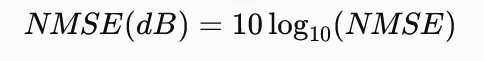 NMSE(dB) = 10 log₁₀(NMSE)